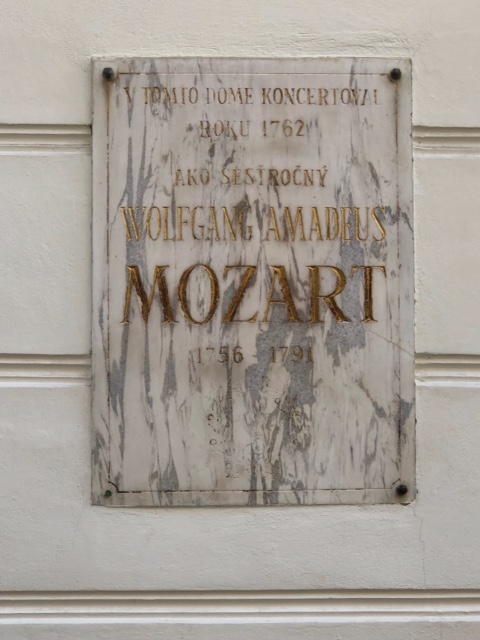 V TOMTO DOME KONCERTOVAL
ROKU 1762
AKO ŠESŤROČNÝ
WOLFGANG AMADEUS
MOZART
1756 - 1791